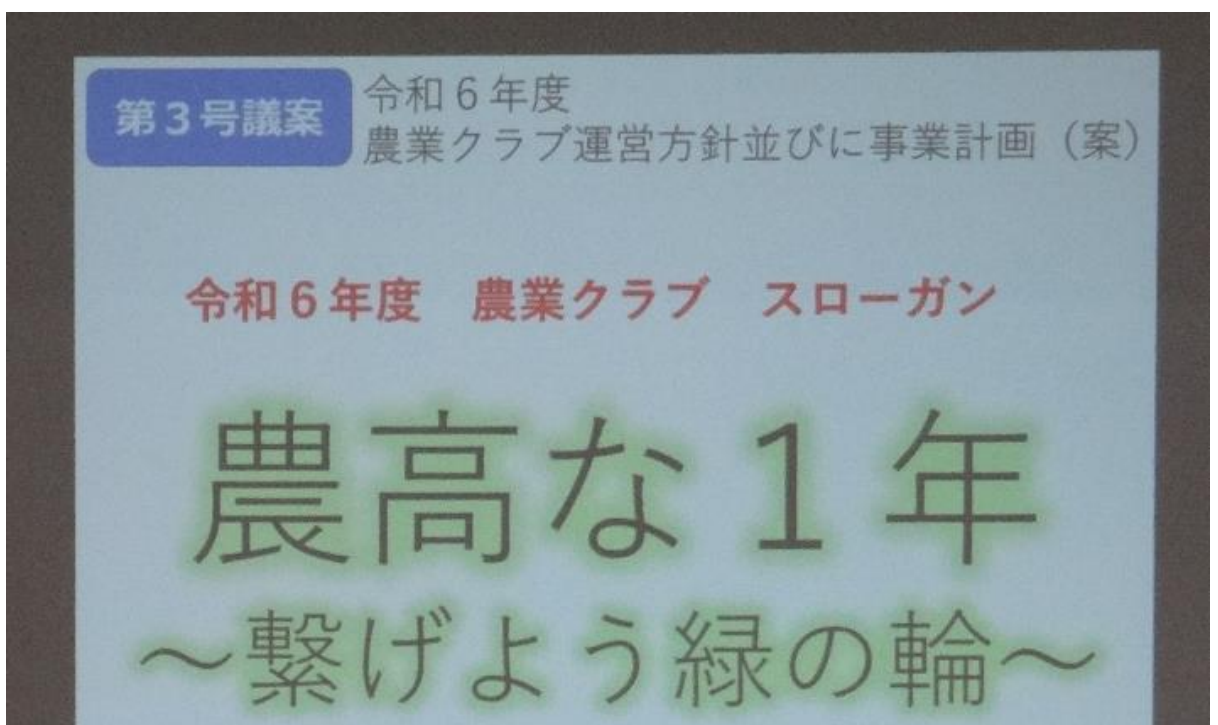 第３号議案
令和６年度
農業クラブ運営方針並びに事業計画（案）
令和６年度　農業クラブ　スローガン
農高な１年
～繋げよう緑の輪～